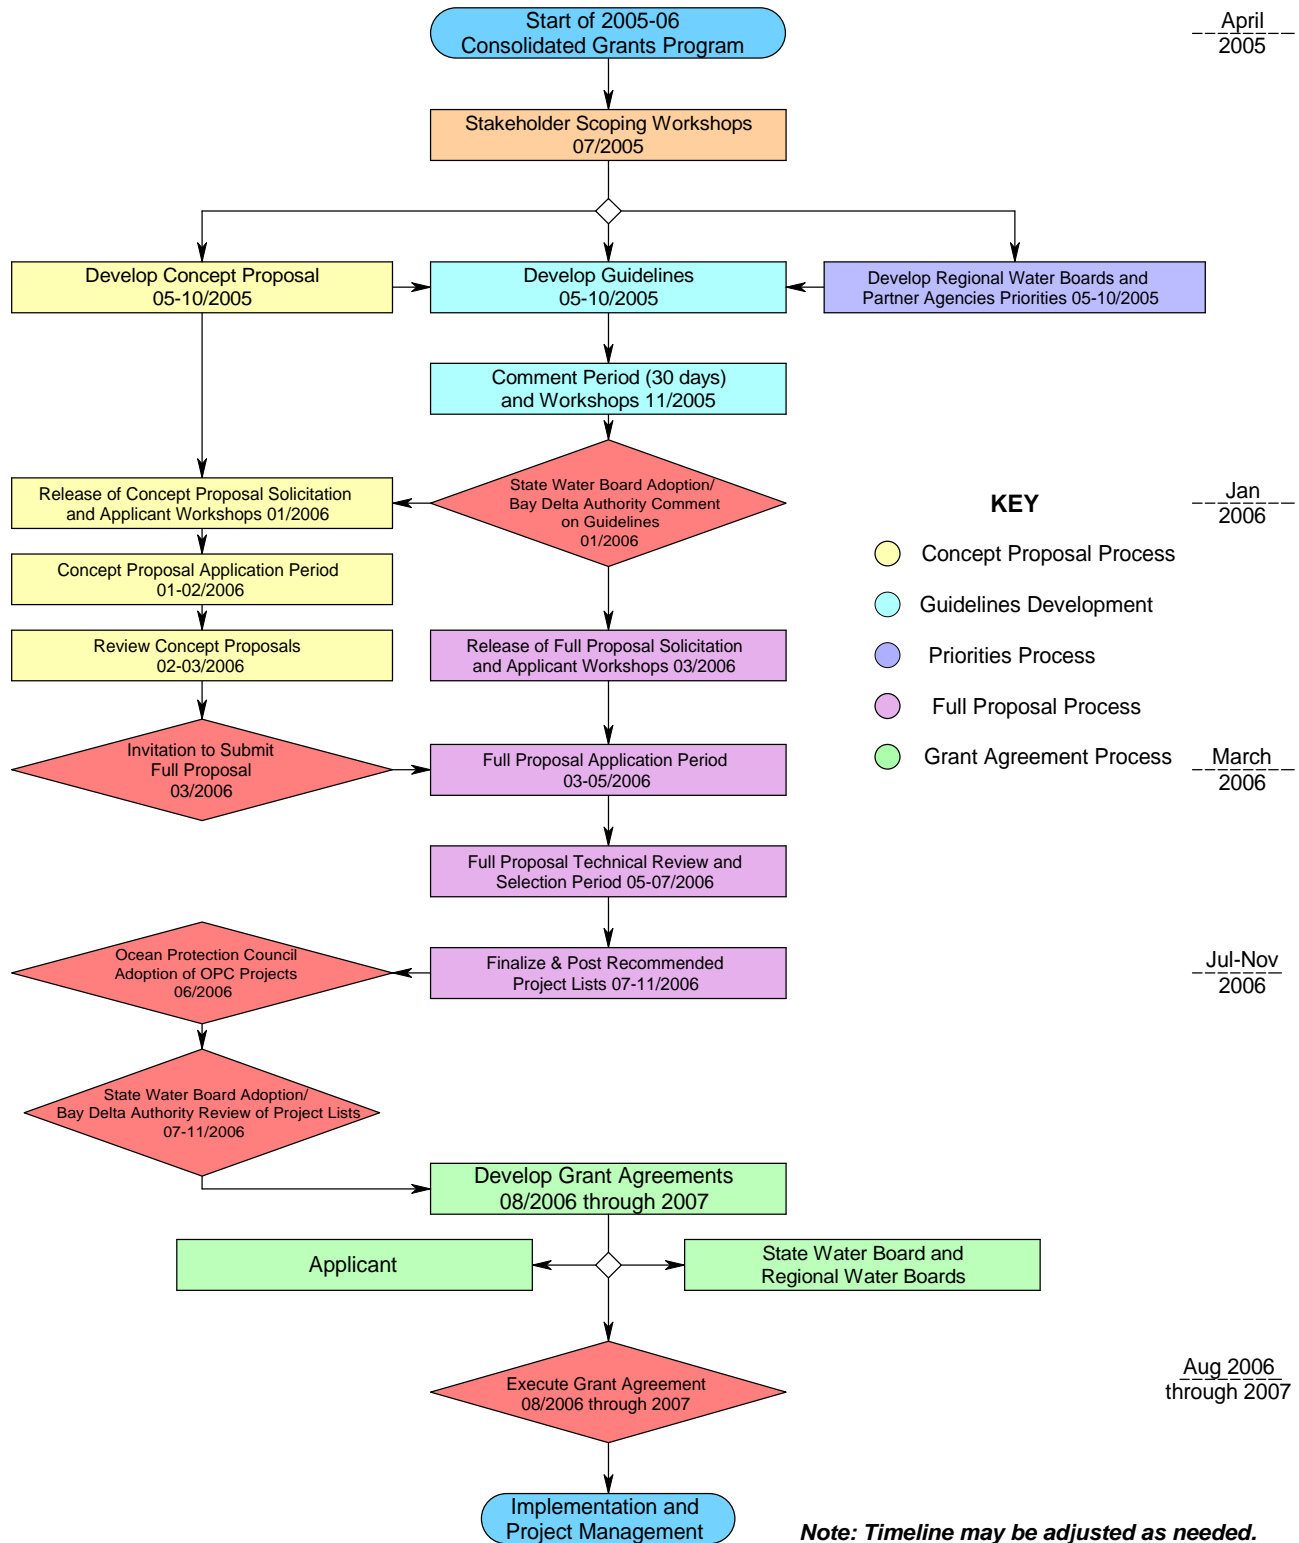 Start of 2005-06
Consolidated Grants Program
April
2005
Stakeholder Scoping Workshops
07/2005
Develop Concept Proposal
05-10/2005
Develop Guidelines
05-10/2005
Develop Regional Water Boards and
Partner Agencies Priorities 05-10/2005
Comment Period (30 days)
and Workshops 11/2005
Release of Concept Proposal Solicitation
and Applicant Workshops 01/2006
State Water Board Adoption/
Bay Delta Authority Comment
on Guidelines
01/2006
KEY
Jan
2006
Concept Proposal Process
Guidelines Development
Priorities Process
Full Proposal Process
Grant Agreement Process
Concept Proposal Application Period
01-02/2006
Review Concept Proposals
02-03/2006
Release of Full Proposal Solicitation
and Applicant Workshops 03/2006
Invitation to Submit
Full Proposal
03/2006
Full Proposal Application Period
03-05/2006
March
2006
Full Proposal Technical Review and
Selection Period 05-07/2006
Ocean Protection Council
Adoption of OPC Projects
06/2006
Finalize & Post Recommended
Project Lists 07-11/2006
Jul-Nov
2006
State Water Board Adoption/
Bay Delta Authority Review of Project Lists
07-11/2006
Develop Grant Agreements
08/2006 through 2007
Applicant
State Water Board and
Regional Water Boards
Execute Grant Agreement
08/2006 through 2007
Aug 2006
through 2007
Implementation and
Project Management
Note: Timeline may be adjusted as needed.